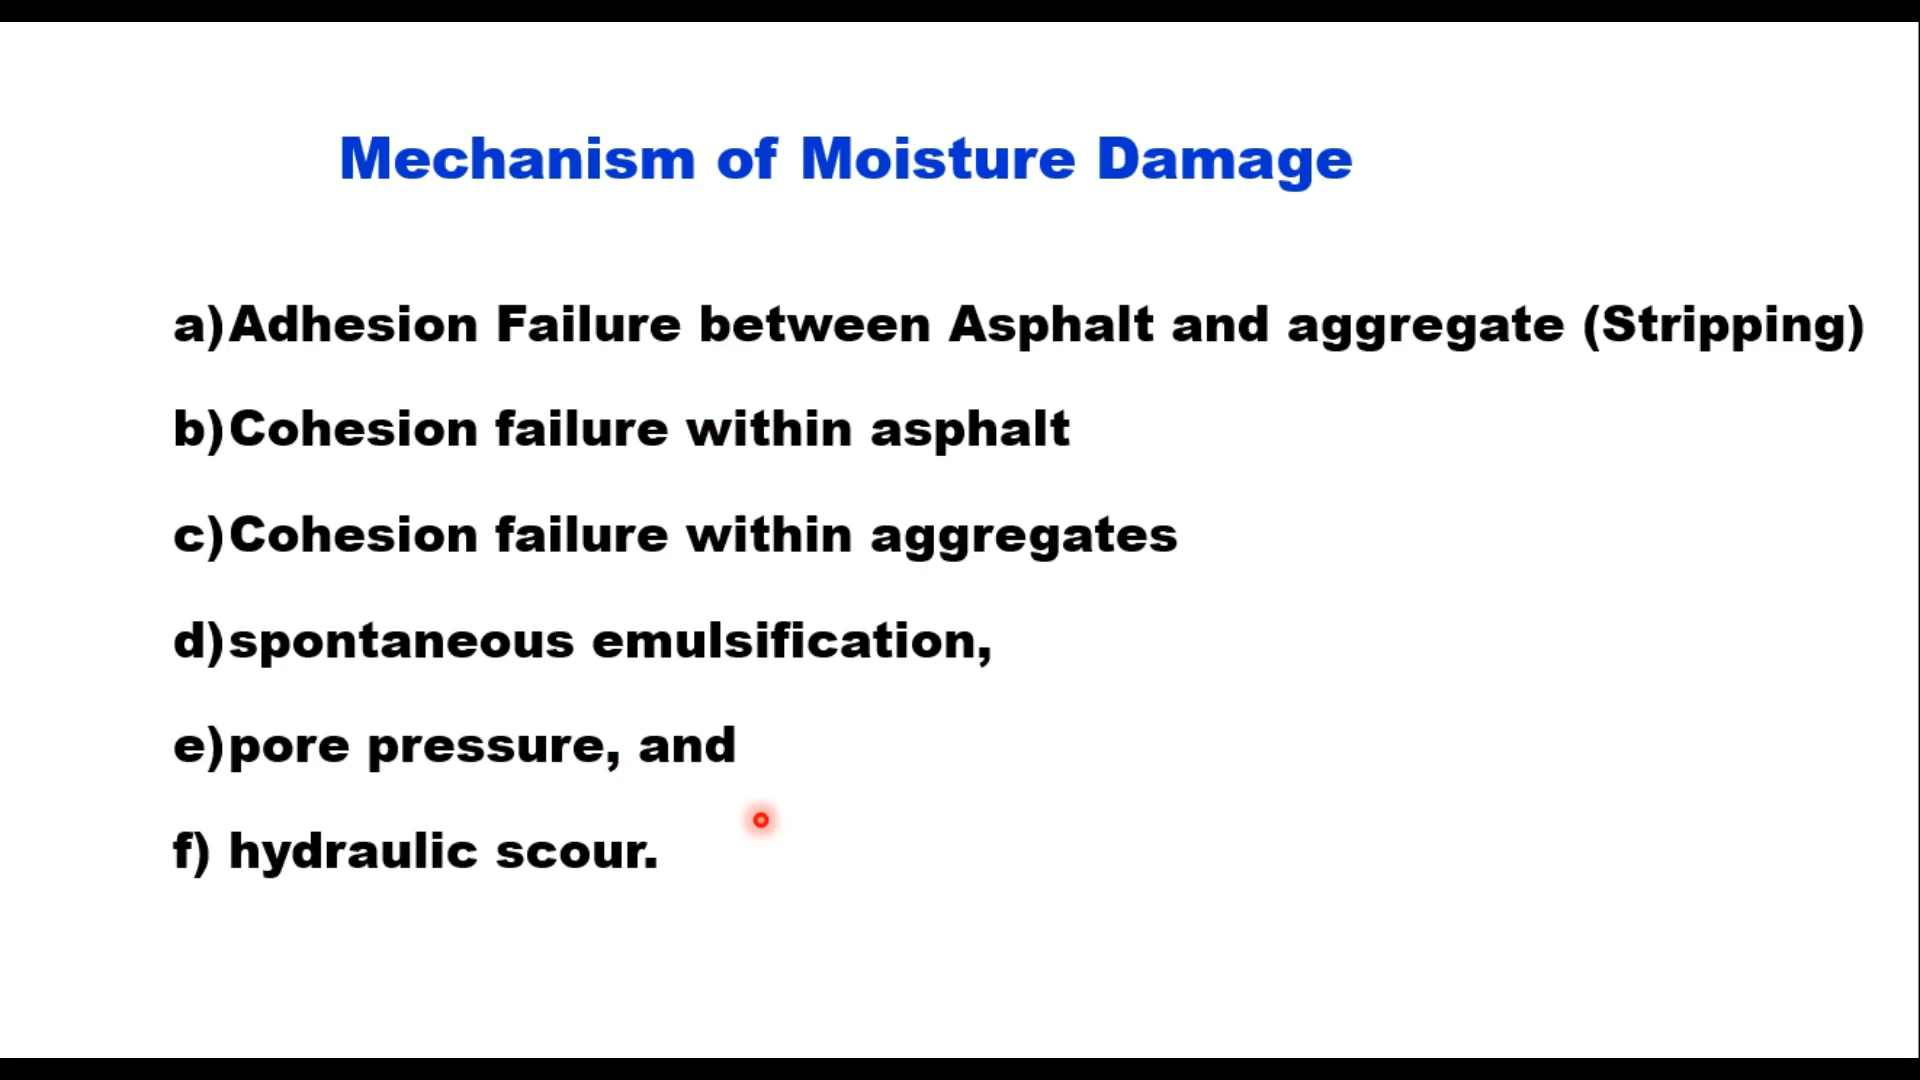 Mechanism of Moisture Damage
a) Adhesion Failure between Asphalt and aggregate (Stripping)
b) Cohesion failure within asphalt
c) Cohesion failure within aggregates
d) spontaneous emulsification,
e) pore pressure, and
f) hydraulic scour.